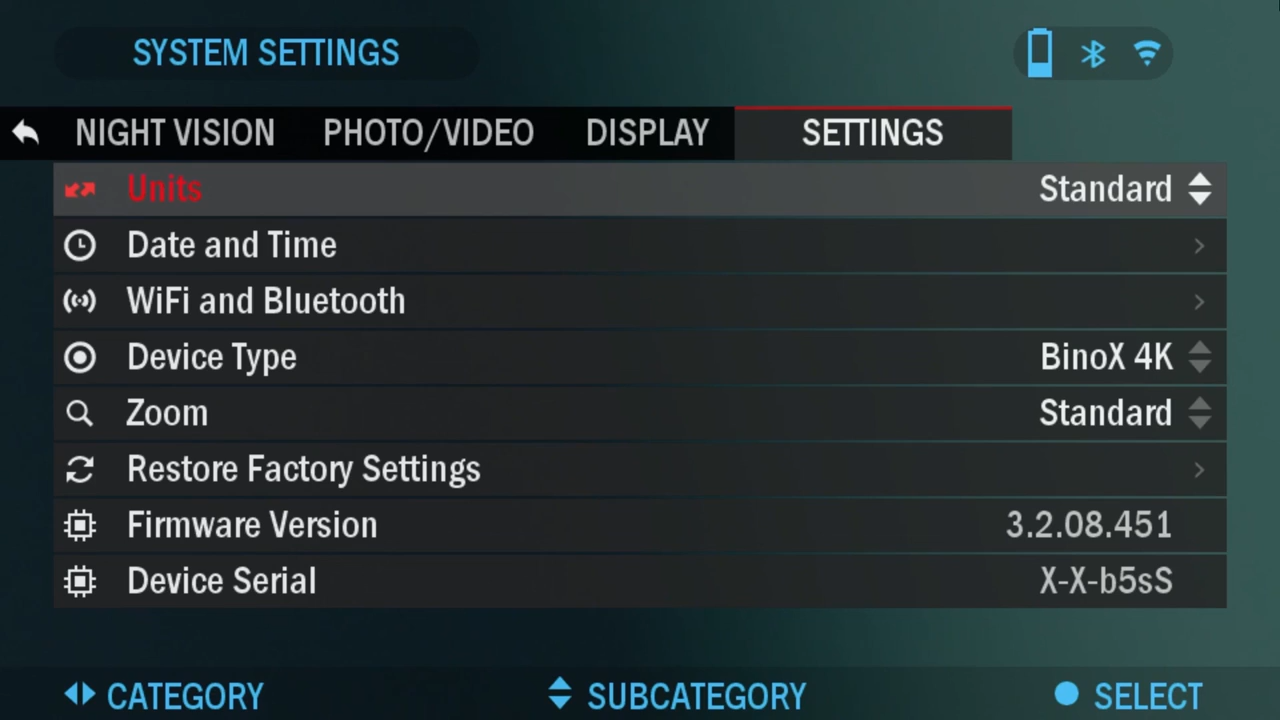 SYSTEM SETTINGS
NIGHT VISION PHOTO/VIDEO DISPLAY SETTINGS
Units Standard
Date and Time
WiFi and Bluetooth
Device Type BinoX 4K
Zoom Standard
Restore Factory Settings
Firmware Version 3.2.08.451
Device Serial X-X-b5sS
CATEGORY SUBCATEGORY SELECT